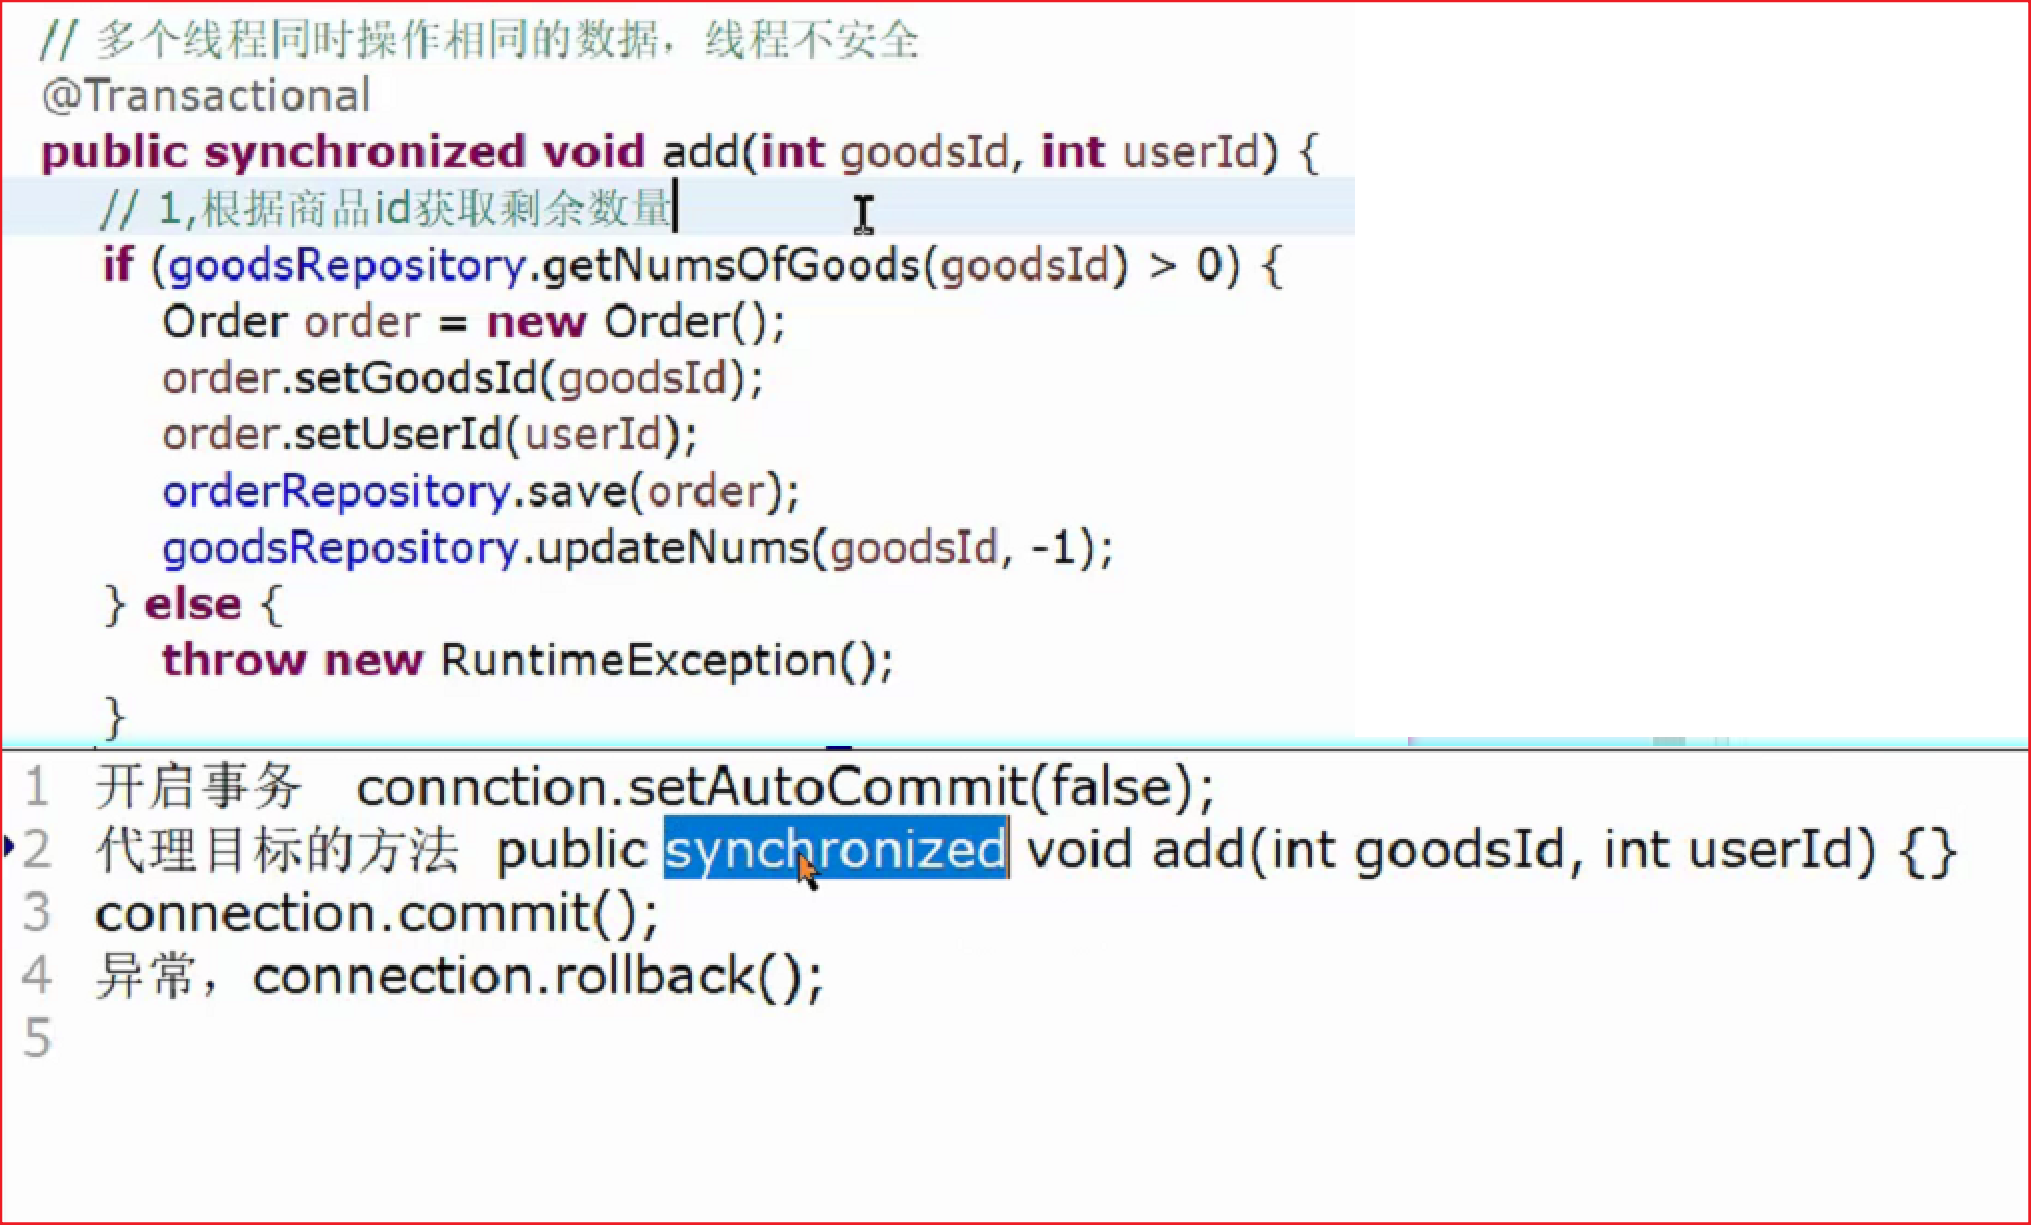 // 多个线程同时操作相同的数据，线程不安全
@Transactional
public synchronized void add(int goodsId, int userId) {
// 1,根据商品id获取剩余数量
if (goodsRepository.getNumsOfGoods(goodsId) > 0) {
Order order = new Order();
order.setGoodsId(goodsId);
order.setUserId(userId);
orderRepository.save(order);
goodsRepository.updateNums(goodsId, -1);
} else {
throw new RuntimeException();
}
1 开启事务 connction.setAutoCommit(false);
2 代理目标的方法 public synchronized void add(int goodsId, int userId) {}
3 connection.commit();
4 异常，connection.rollback();
5